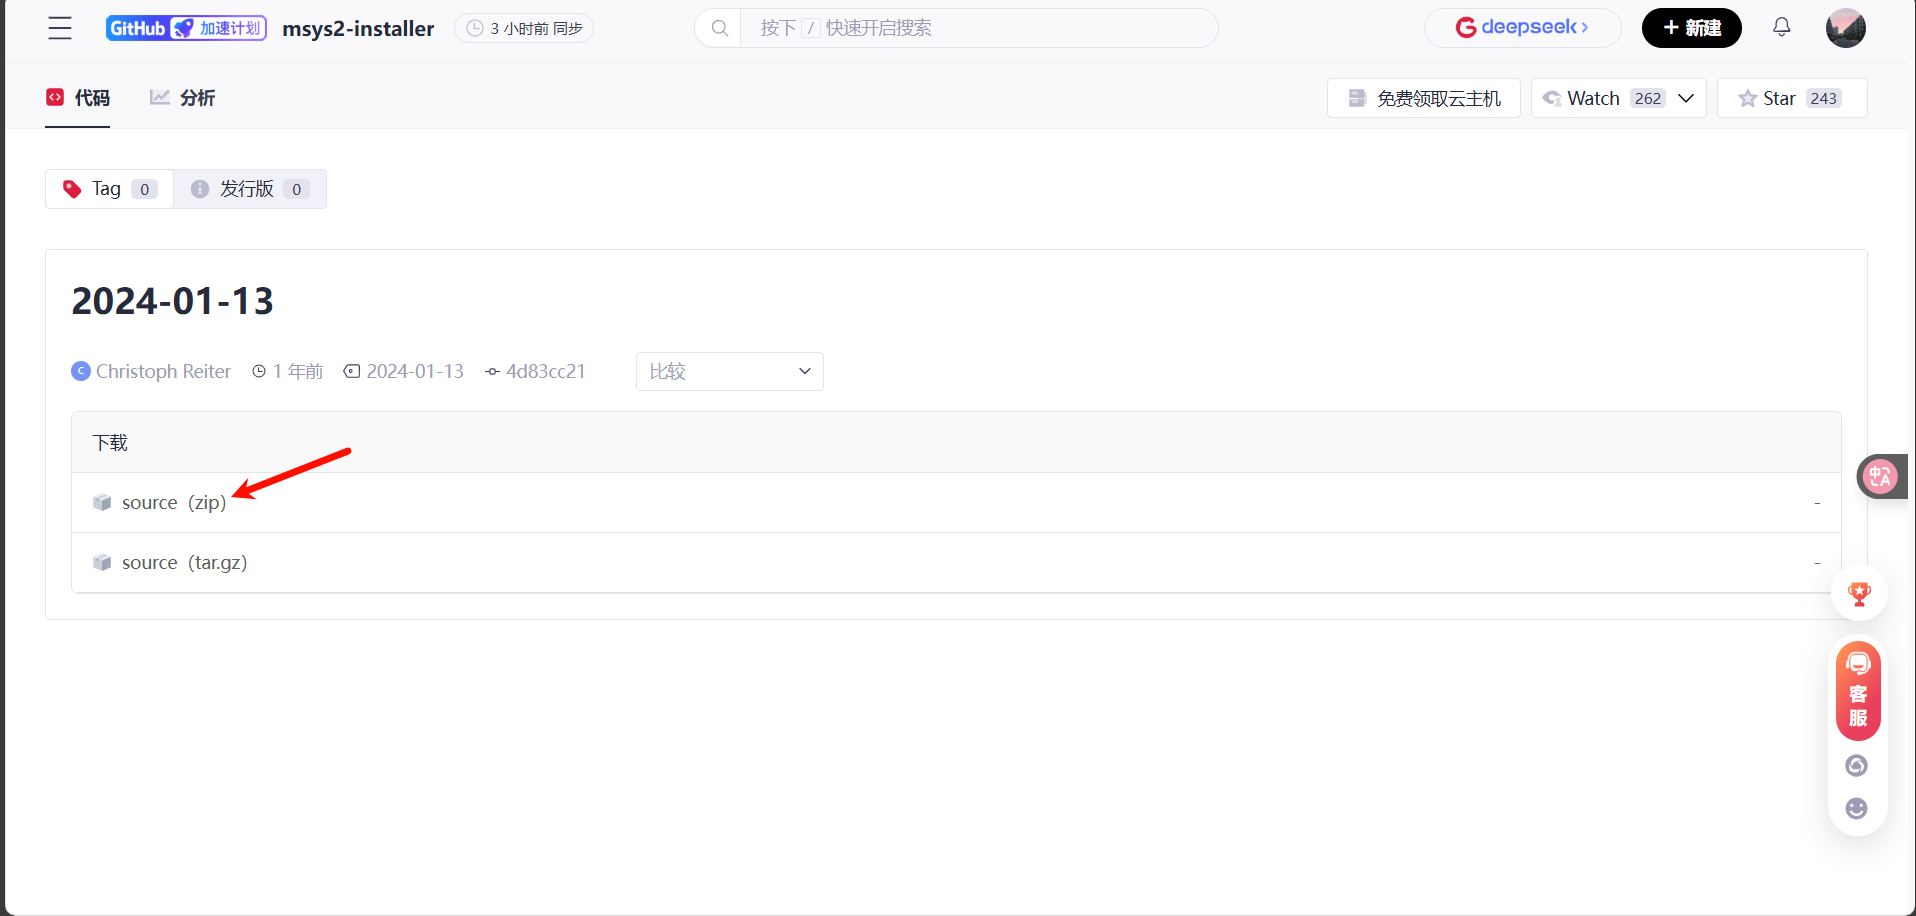 GitHub 加速计划 msys2-installer 3 小时前 同步 按下 / 快速开启搜索 deepseek 新建
代码 分析 免费领取云主机 Watch 262 Star 243
Tag 0 发行版 0
2024-01-13
C Christoph Reiter 1 年前 2024-01-13 4d83cc21 比较
下载
source（zip） -
source（tar.gz） -
中A
客
服